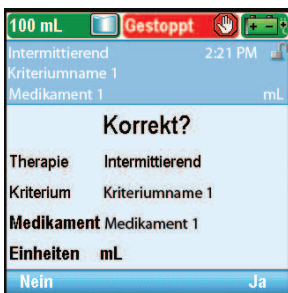 100 mL Gestoppt
Intermittierend 2:21 PM
Kriteriumname 1
Medikament 1 mL
Korrekt?
Therapie Intermittierend
Kriterium Kriteriumname 1
Medikament Medikament 1
Einheiten mL
Nein Ja